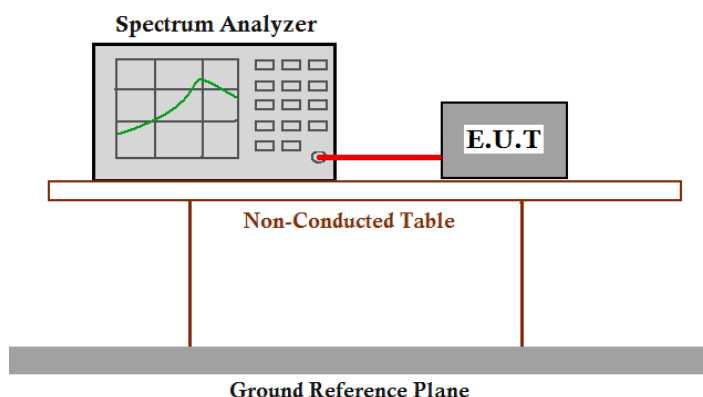 Spectrum Analyzer
E.U.T
Non-Conducted Table
Ground Reference Plane